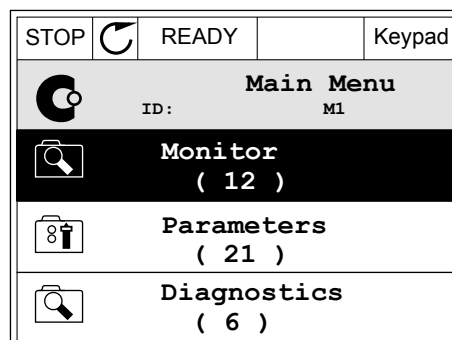 STOP READY Keypad
Main Menu
ID: M1
Monitor
( 12 )
Parameters
( 21 )
Diagnostics
( 6 )